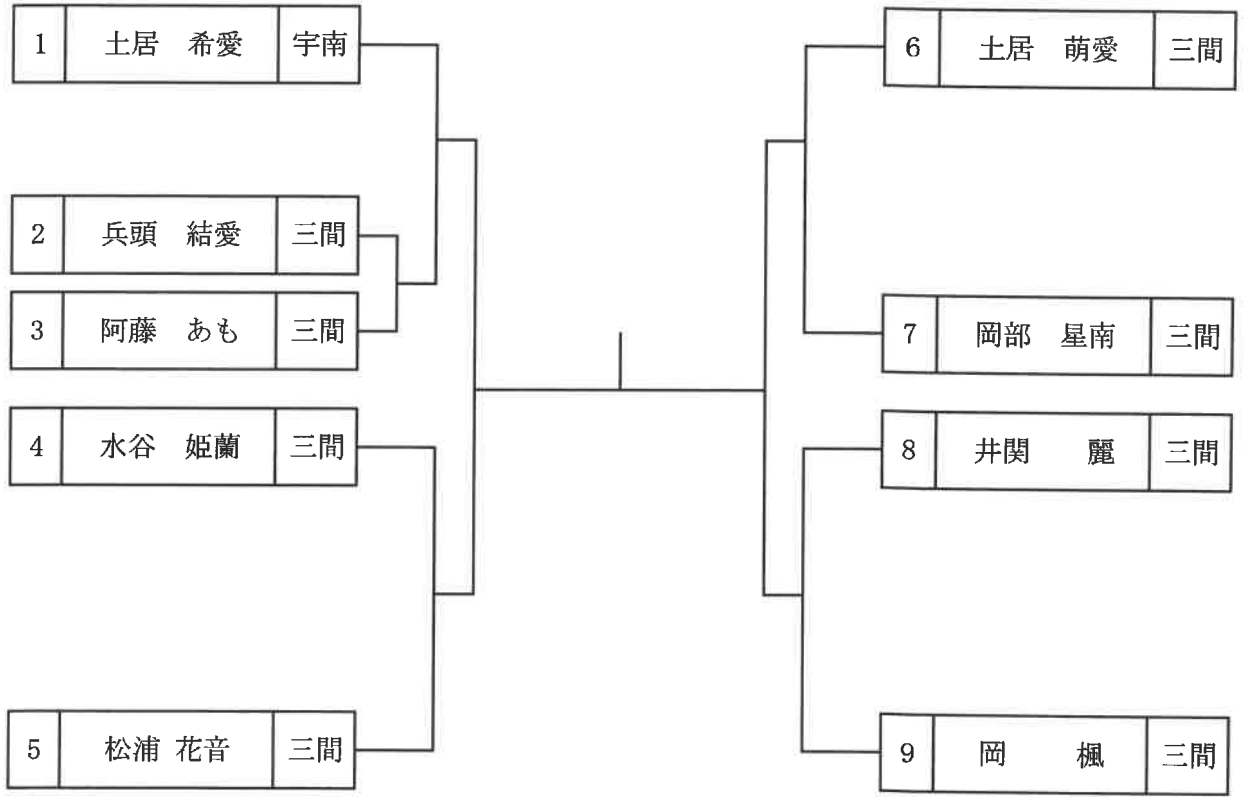 1 土居 希愛 宇南
2 兵頭 結愛 三間
3 阿藤 あも 三間
4 水谷 姫蘭 三間
5 松浦 花音 三間
6 土居 萌愛 三間
7 岡部 星南 三間
8 井関 麗 三間
9 岡 楓 三間